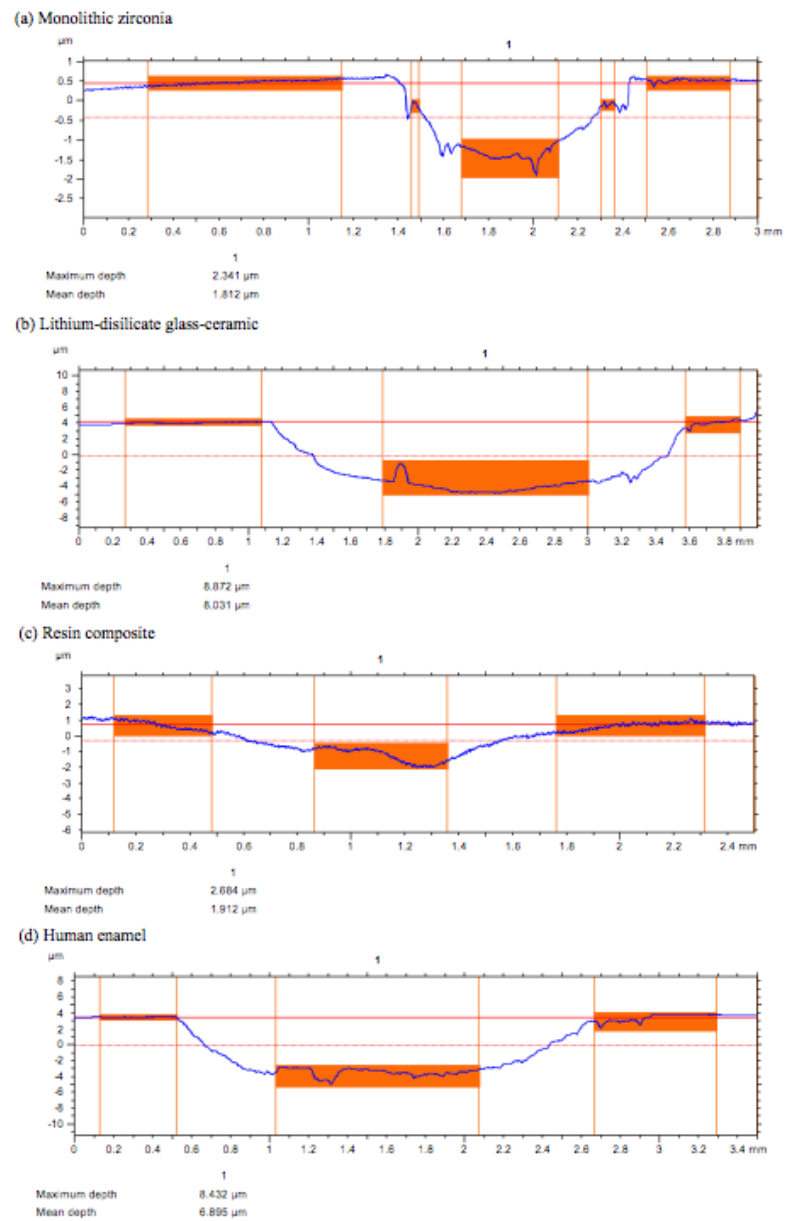 (a) Monolithic zirconia
µm
1
1
0.5
0
-0.5
-1
-1.5
-2
-2.5
0 0.2 0.4 0.6 0.8 1 1.2 1.4 1.6 1.8 2 2.2 2.4 2.6 2.8 3 mm
1
Maximum depth 2.341 µm
Mean depth 1.812 µm
(b) Lithium-disilicate glass-ceramic
µm
1
10
8
6
4
2
0
-2
-4
-6
-8
0 0.2 0.4 0.6 0.8 1 1.2 1.4 1.6 1.8 2 2.2 2.4 2.6 2.8 3 3.2 3.4 3.6 3.8 mm
1
Maximum depth 8.872 µm
Mean depth 8.031 µm
(c) Resin composite
µm
1
3
2
1
0
-1
-2
-3
-4
-5
-6
0 0.2 0.4 0.6 0.8 1 1.2 1.4 1.6 1.8 2 2.2 2.4 mm
1
Maximum depth 2.684 µm
Mean depth 1.912 µm
(d) Human enamel
µm
1
8
6
4
2
0
-2
-4
-6
-8
-10
0 0.2 0.4 0.6 0.8 1 1.2 1.4 1.6 1.8 2 2.2 2.4 2.6 2.8 3 3.2 3.4 mm
1
Maximum depth 8.432 µm
Mean depth 6.895 µm